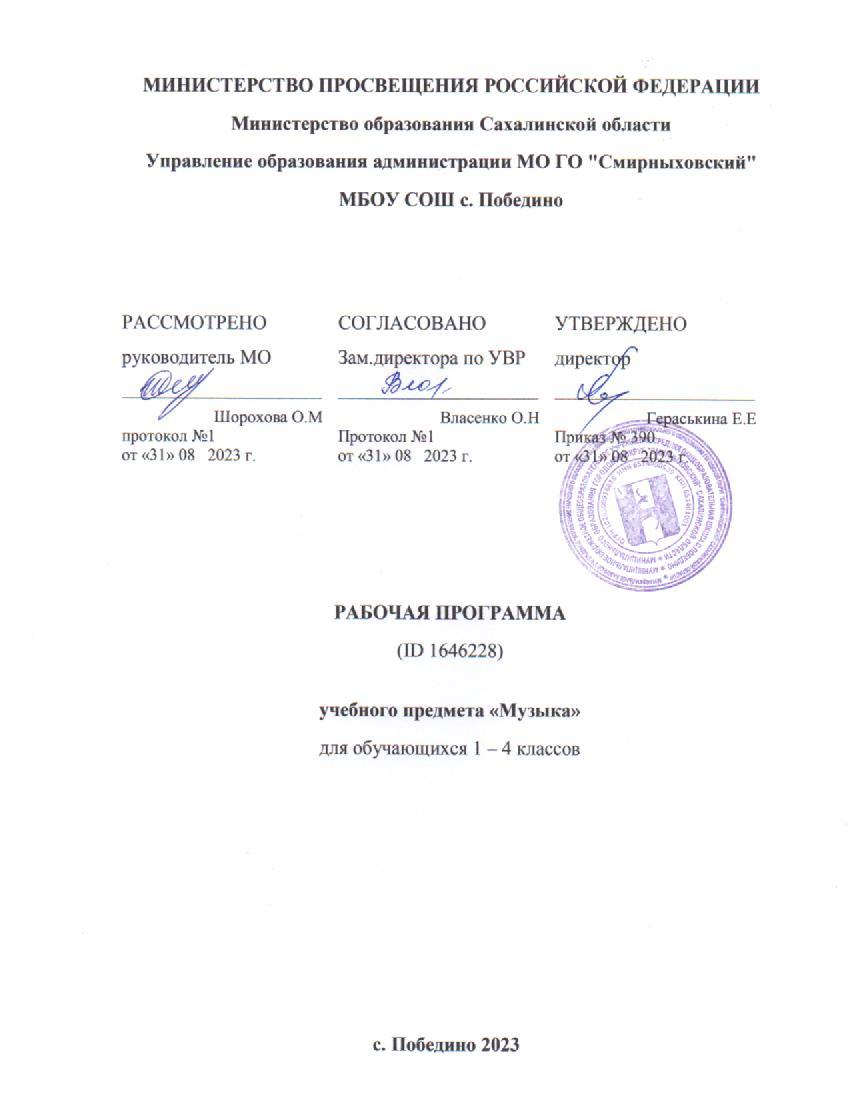 МИНИСТЕРСТВО ПРОСВЕЩЕНИЯ РОССИЙСКОЙ ФЕДЕРАЦИИ
Министерство образования Сахалинской области
Управление образования администрации МО ГО "Смирныховский"
МБОУ СОШ с. Победино
РАССМОТРЕНО
руководитель МО
Шорохова О.М
протокол №1
от «31» 08 2023 г.
СОГЛАСОВАНО
Зам.директора по УВР
Власенко О.Н
Протокол №1
от «31» 08 2023 г.
УТВЕРЖДЕНО
директор
Гераськина Е.Е
Приказ № 390
от «31» 08 2023 г.
РАБОЧАЯ ПРОГРАММА
(ID 1646228)
учебного предмета «Музыка»
для обучающихся 1 – 4 классов
с. Победино 2023